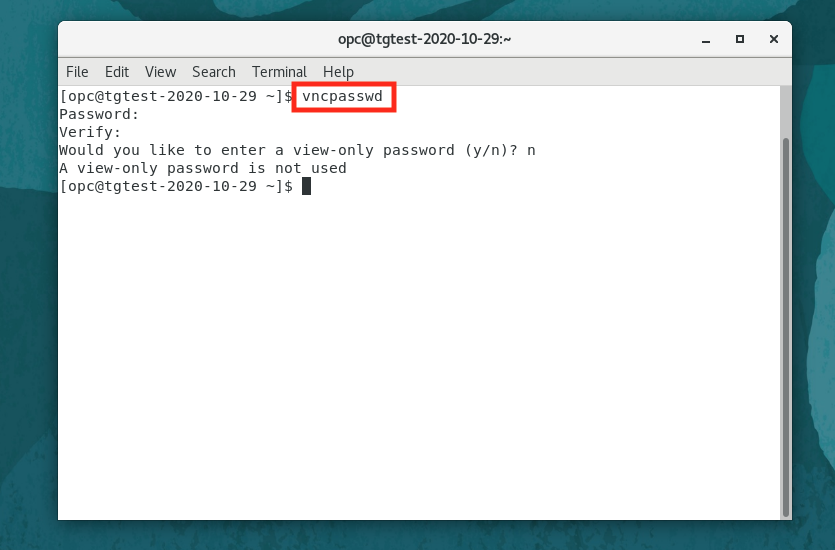 opc@tgtest-2020-10-29:~
File Edit View Search Terminal Help
[opc@tgtest-2020-10-29 ~]$ vncpasswd
Password:
Verify:
Would you like to enter a view-only password (y/n)? n
A view-only password is not used
[opc@tgtest-2020-10-29 ~]$